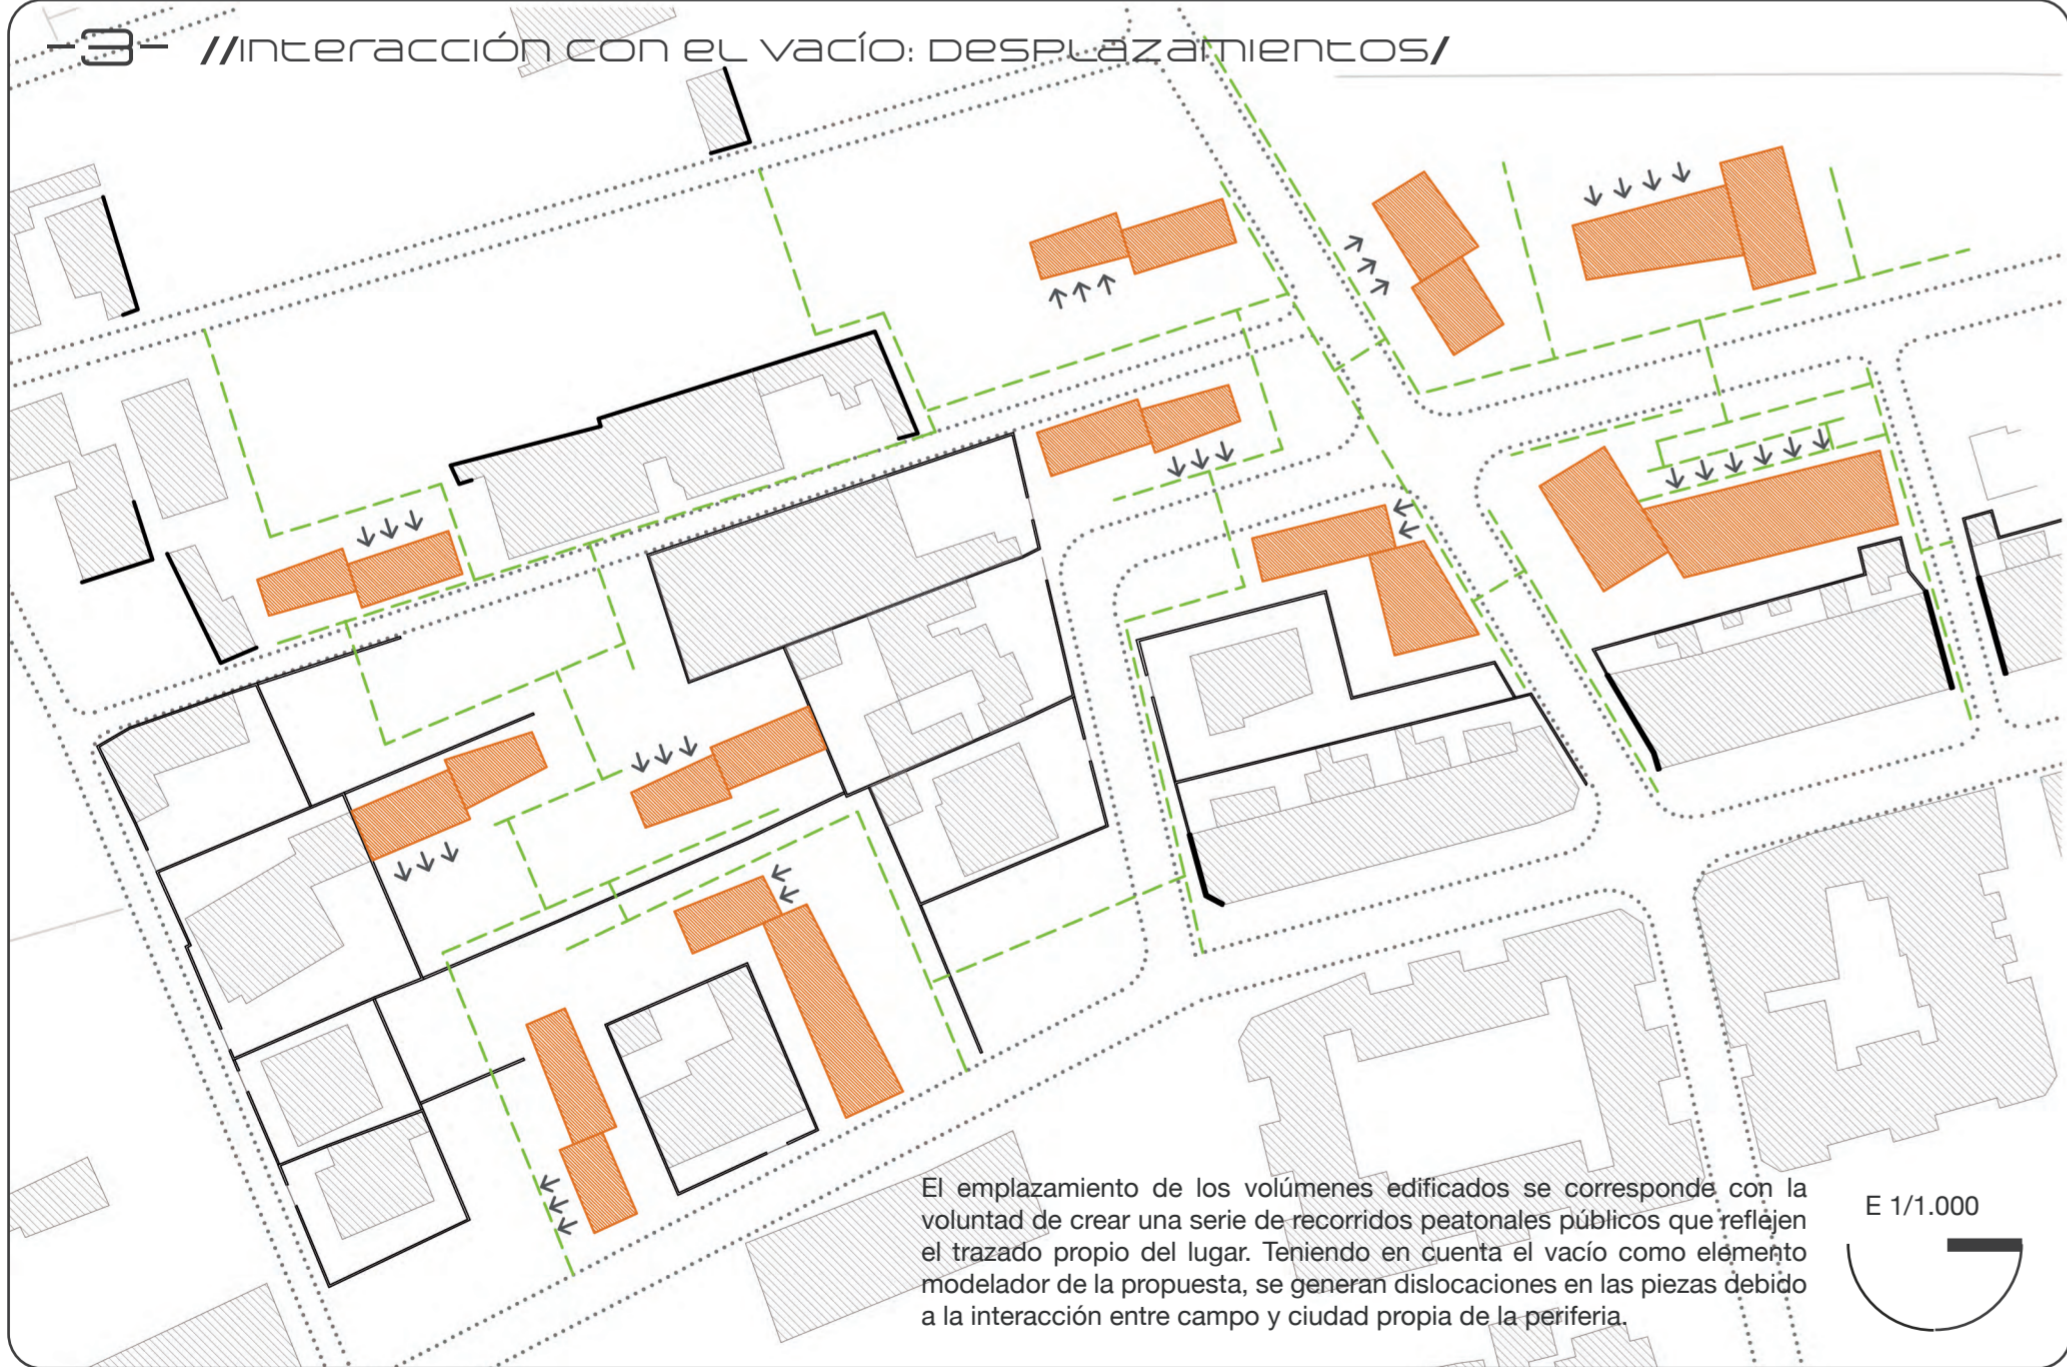 -3- //Interacción con el vacío: desplazamientos/
El emplazamiento de los volúmenes edificados se corresponde con la
voluntad de crear una serie de recorridos peatonales públicos que reflejen
el trazado propio del lugar. Teniendo en cuenta el vacío como elemento
modelador de la propuesta, se generan dislocaciones en las piezas debido
a la interacción entre campo y ciudad propia de la periferia.
E 1/1.000